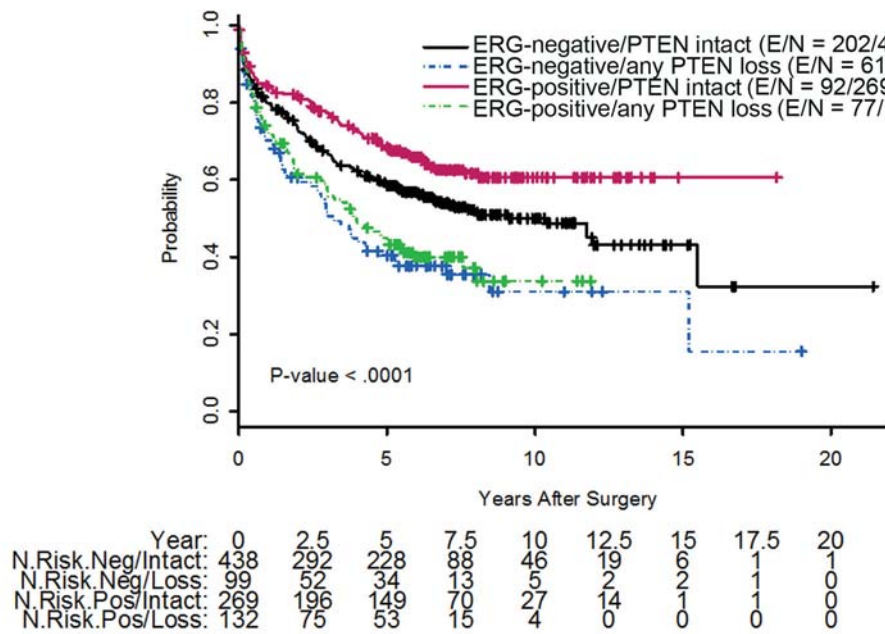 ERG-negative/PTEN intact (E/N = 202/4
ERG-negative/any PTEN loss (E/N = 61
ERG-positive/PTEN intact (E/N = 92/269
ERG-positive/any PTEN loss (E/N = 77/
1.0
0.8
0.6
0.4
0.2
0.0
Probability
P-value < .0001
0 5 10 15 20
Years After Surgery
Year: 0 2.5 5 7.5 10 12.5 15 17.5 20
N.Risk.Neg/Intact: 438 292 228 88 46 19 6 1 1
N.Risk.Neg/Loss: 99 52 34 13 5 2 2 1 0
N.Risk.Pos/Intact: 269 196 149 70 27 14 1 1 0
N.Risk.Pos/Loss: 132 75 53 15 4 0 0 0 0